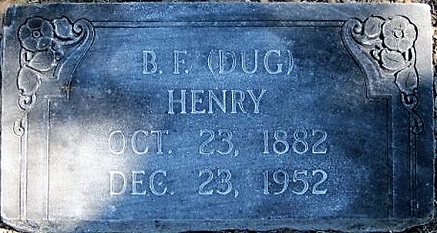 B. F. (DUG)
HENRY
OCT. 23, 1882
DEC. 23, 1952